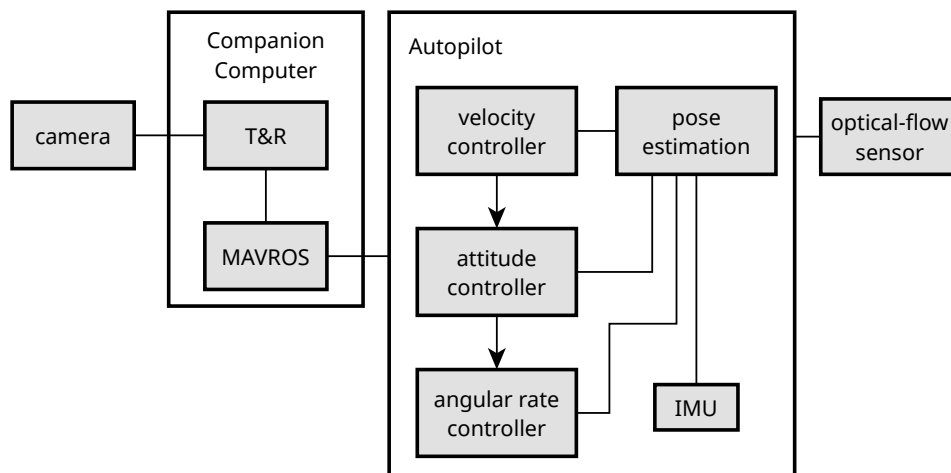 Companion
Computer
Autopilot
camera
T&R
velocity
controller
pose
estimation
optical-flow
sensor
MAVROS
attitude
controller
angular rate
controller
IMU